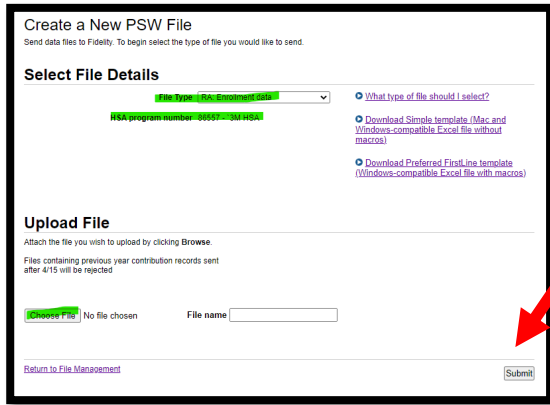 Create a New PSW File
Send data files to Fidelity. To begin select the type of file you would like to send.
Select File Details
File Type RA: Enrollment data
What type of file should I select?
HSA program number 86557 - '3M HSA
Download Simple template (Mac and
Windows-compatible Excel file without
macros)
Download Preferred FirstLine template
(Windows-compatible Excel file with macros)
Upload File
Attach the file you wish to upload by clicking Browse.
Files containing previous year contribution records sent
after 4/15 will be rejected
Choose File No file chosen File name
Return to File Management
Submit